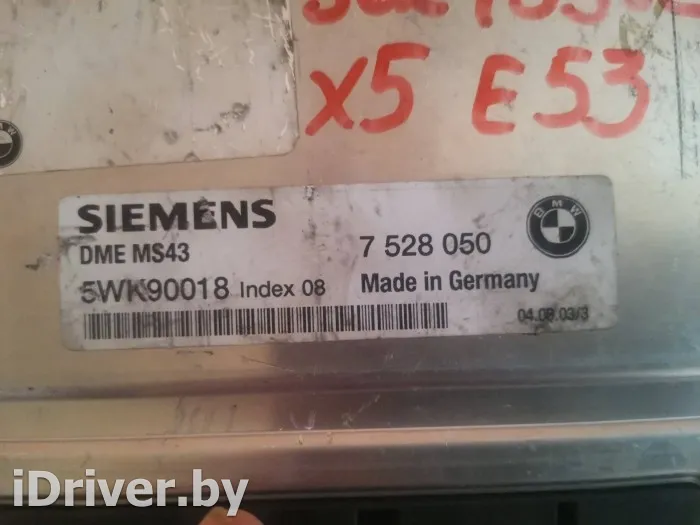 X5 E53
SIEMENS
DME MS43
7 528 050
BMW
5WK90018 Index 08
Made in Germany
04.08.03/3
iDriver.by